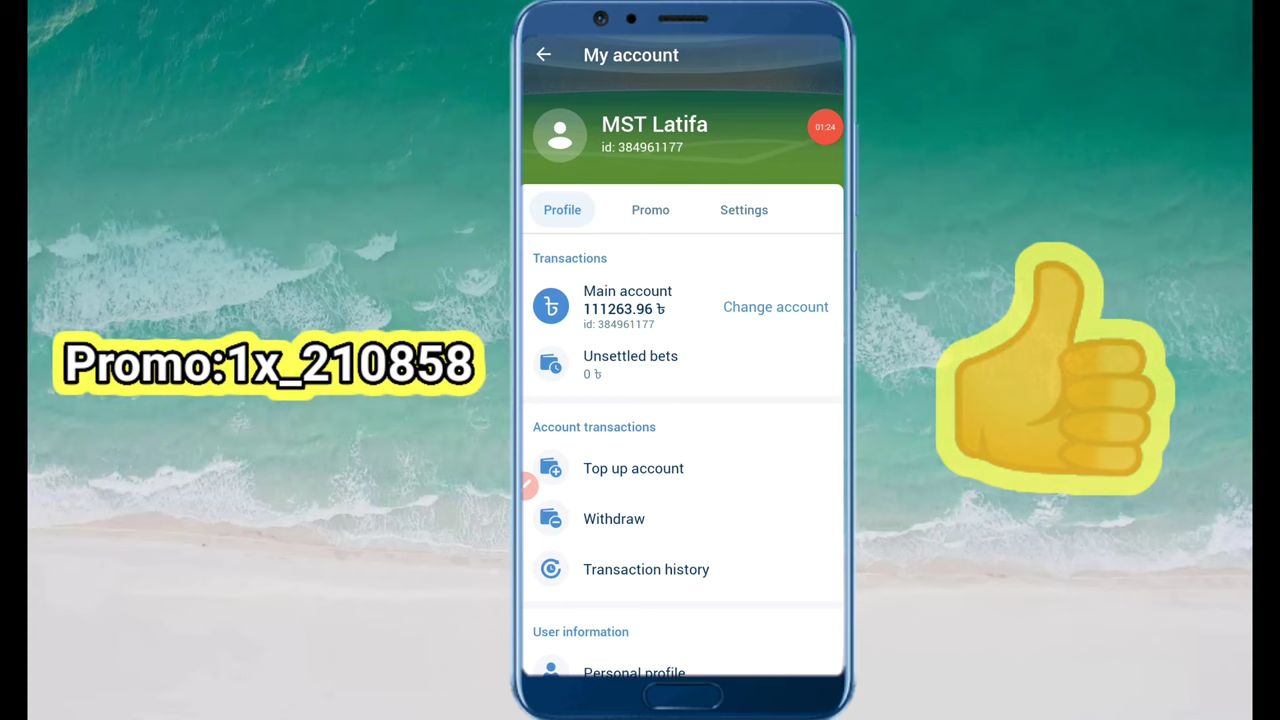 My account
MST Latifa
id: 384961177
01:24
Profile
Promo
Settings
Transactions
Main account
111263.96 ৳
id: 384961177
Change account
Unsettled bets
0 ৳
Account transactions
Top up account
Withdraw
Transaction history
User information
Personal profile
Promo:1x_210858